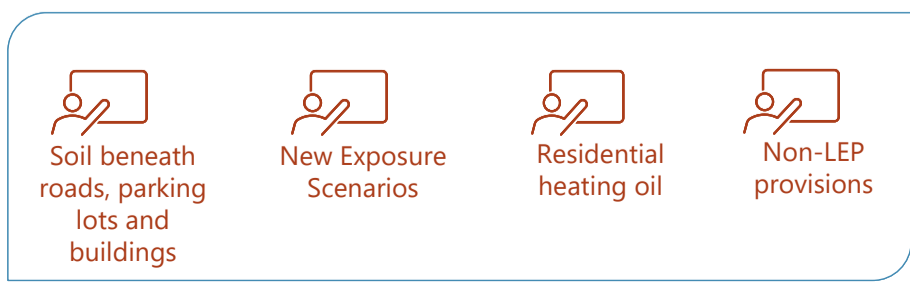 Soil beneath
roads, parking
lots and
buildings
New Exposure
Scenarios
Residential
heating oil
Non-LEP
provisions